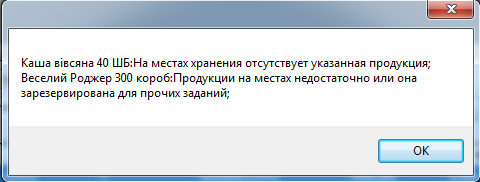 Каша вівсяна 40 ШБ:На местах хранения отсутствует указанная продукция;
Веселий Роджер 300 короб:Продукции на местах недостаточно или она
зарезервирована для прочих заданий;
OK